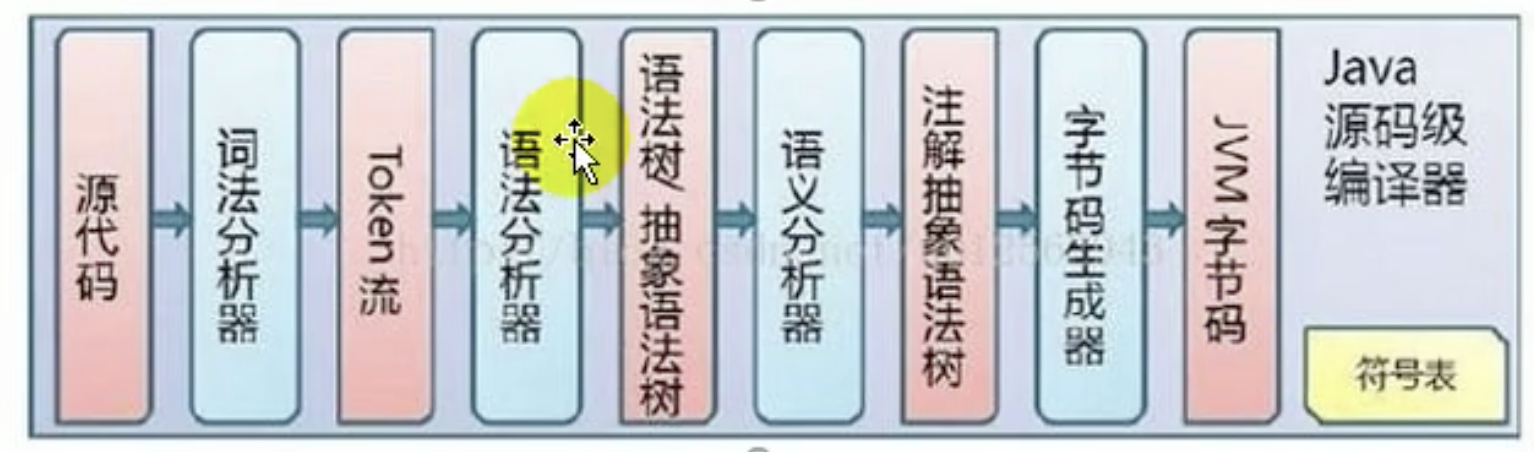 源代码
词法分析器
Token 流
语法分析器
语法树/抽象语法树
语义分析器
注解抽象语法树
字节码生成器
JVM 字节码
Java
源码级
编译器
符号表